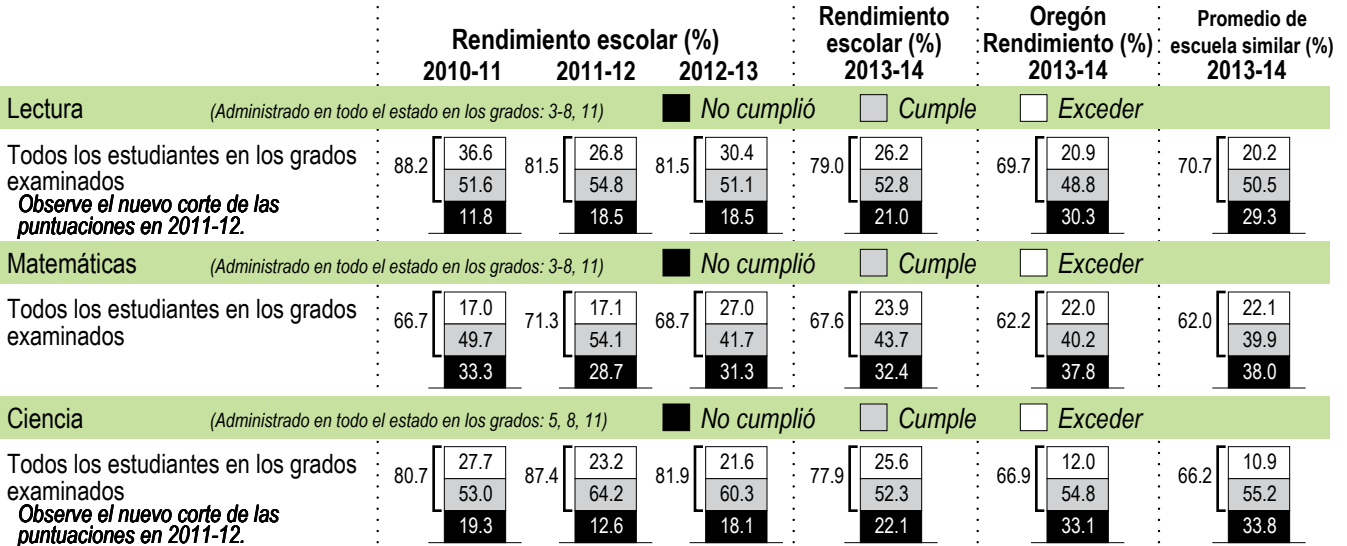 Rendimiento escolar (%)
2010-11 2011-12 2012-13
Rendimiento
escolar (%)
2013-14
Oregón
Rendimiento (%)
2013-14
Promedio de
escuela similar (%)
2013-14
Lectura (Administrado en todo el estado en los grados: 3-8, 11) No cumplió Cumple Exceder
Todos los estudiantes en los grados
examinados
Observe el nuevo corte de las
puntuaciones en 2011-12.
88.2 36.6 81.5 26.8 81.5 30.4 79.0 26.2 69.7 20.9 70.7 20.2
51.6 54.8 51.1 52.8 48.8 50.5
11.8 18.5 18.5 21.0 30.3 29.3
Matemáticas (Administrado en todo el estado en los grados: 3-8, 11) No cumplió Cumple Exceder
Todos los estudiantes en los grados
examinados
66.7 17.0 71.3 17.1 68.7 27.0 67.6 23.9 62.2 22.0 62.0 22.1
49.7 54.1 41.7 43.7 40.2 39.9
33.3 28.7 31.3 32.4 37.8 38.0
Ciencia (Administrado en todo el estado en los grados: 5, 8, 11) No cumplió Cumple Exceder
Todos los estudiantes en los grados
examinados
Observe el nuevo corte de las
puntuaciones en 2011-12.
80.7 27.7 87.4 23.2 81.9 21.6 77.9 25.6 66.9 12.0 66.2 10.9
53.0 64.2 60.3 52.3 54.8 55.2
19.3 12.6 18.1 22.1 33.1 33.8